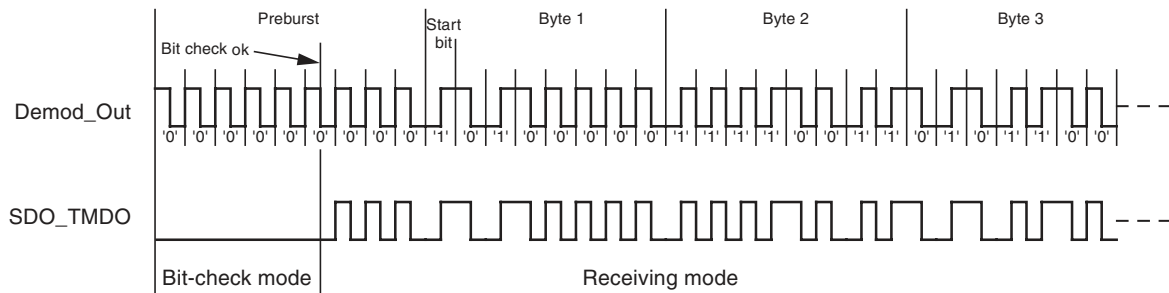 Preburst Start bit Byte 1 Byte 2 Byte 3
Bit check ok
Demod_Out
'0' '0' '0' '0' '0' '0' '0' '0' '0' '1' '0' '1' '0' '0' '0' '0' '0' '1' '1' '1' '1' '0' '0' '1' '1' '0' '1' '0' '1' '1' '0' '0'
SDO_TMDO
Bit-check mode Receiving mode